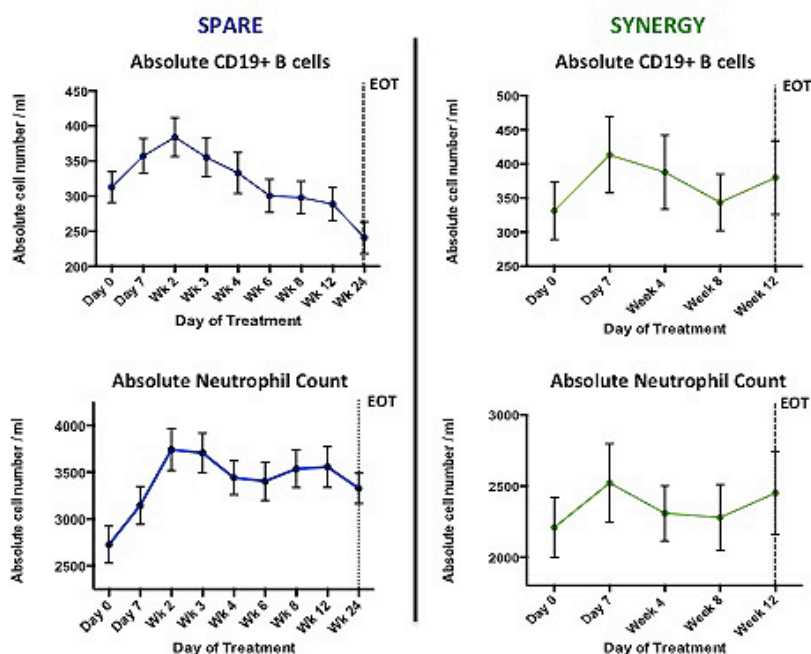 SPARE
Absolute CD19+ B cells
EOT
Absolute cell number / ml
450
400
350
300
250
200
Day 0 Day 7 Wk 2 Wk 3 Wk 4 Wk 6 Wk 8 Wk 12 Wk 24
Day of Treatment
Absolute Neutrophil Count
EOT
Absolute cell number / ml
4000
3500
3000
2500
Day 0 Day 7 Wk 2 Wk 3 Wk 4 Wk 6 Wk 8 Wk 12 Wk 24
Day of Treatment
SYNERGY
Absolute CD19+ B cells
EOT
Absolute cell number / ml
500
450
400
350
300
250
Day 0 Day 7 Week 4 Week 8 Week 12
Day of Treatment
Absolute Neutrophil Count
EOT
Absolute cell number / ml
3000
2500
2000
Day 0 Day 7 Week 4 Week 8 Week 12
Day of Treatment